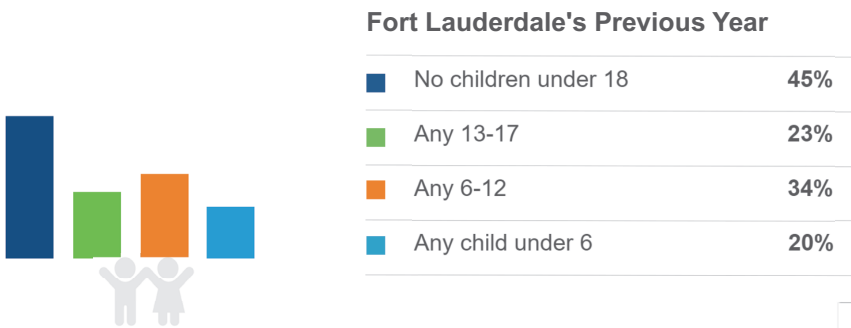 Fort Lauderdale's Previous Year
No children under 18 45%
Any 13-17 23%
Any 6-12 34%
Any child under 6 20%